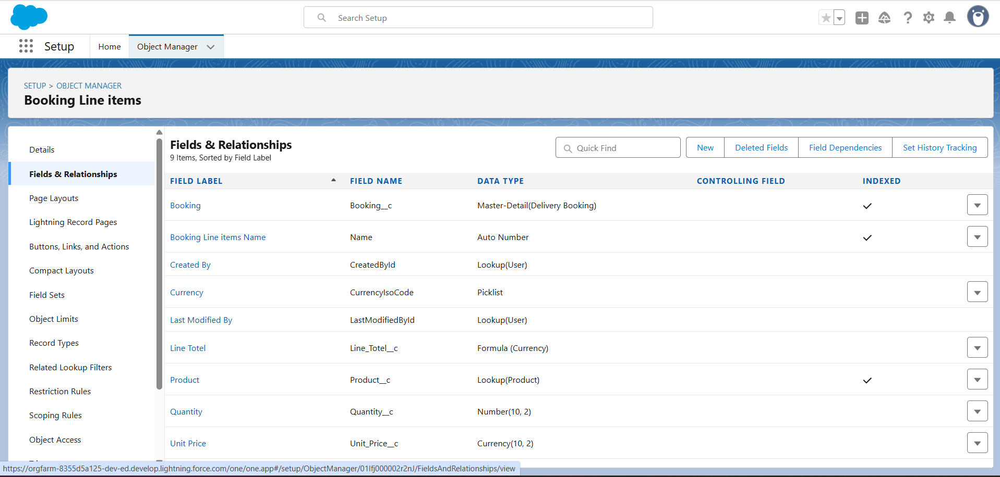 Search Setup
Setup
Home
Object Manager
SETUP > OBJECT MANAGER
Booking Line items
Details
Fields & Relationships
Page Layouts
Lightning Record Pages
Buttons, Links, and Actions
Compact Layouts
Field Sets
Object Limits
Record Types
Related Lookup Filters
Restriction Rules
Scoping Rules
Object Access
Fields & Relationships
9 Items, Sorted by Field Label
Quick Find
New
Deleted Fields
Field Dependencies
Set History Tracking
FIELD LABEL FIELD NAME DATA TYPE CONTROLLING FIELD INDEXED
Booking Booking__c Master-Detail(Delivery Booking)
Booking Line items Name Name Auto Number
Created By CreatedById Lookup(User)
Currency CurrencyIsoCode Picklist
Last Modified By LastModifiedById Lookup(User)
Line Totel Line_Totel__c Formula (Currency)
Product Product__c Lookup(Product)
Quantity Quantity__c Number(10, 2)
Unit Price Unit_Price__c Currency(10, 2)
https://orgfarm-8355d5a125-dev-ed.develop.lightning.force.com/one/one.app#/setup/ObjectManager/01Ifj000002r2nJ/FieldsAndRelationships/view